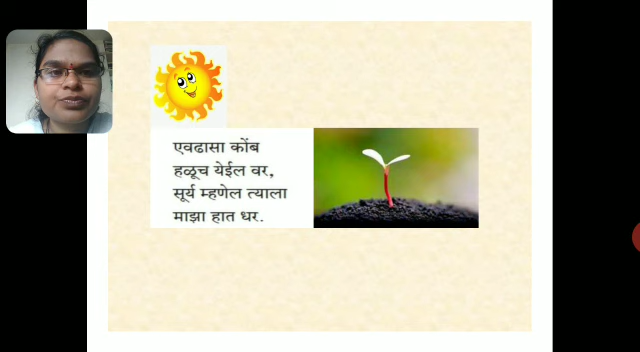 एवढासा कोंब
हळूच येईल वर,
सूर्य म्हणेल त्याला
माझा हात धर.